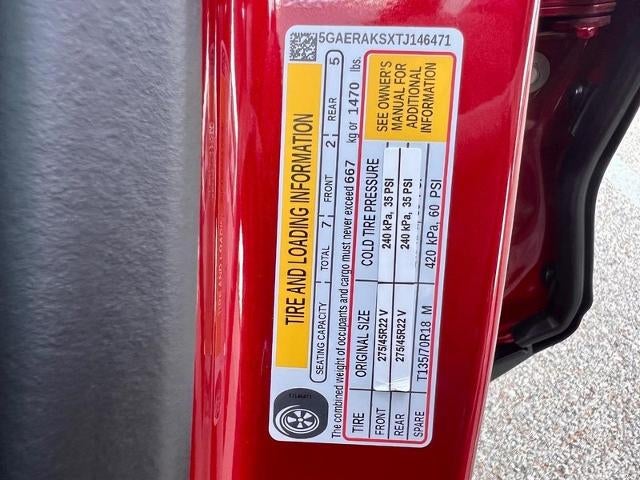 5GAERAKSXTJ146471
TIRE AND LOADING INFORMATION
SEATING CAPACITY TOTAL 7 FRONT 2 REAR 5
The combined weight of occupants and cargo must never exceed 667 kg or 1470 lbs.
TIRE ORIGINAL SIZE COLD TIRE PRESSURE
FRONT 275/45R22 V 240 kPa, 35 PSI
REAR 275/45R22 V 240 kPa, 35 PSI
SPARE T135/70R18 M 420 kPa, 60 PSI
SEE OWNER'S
MANUAL FOR
ADDITIONAL
INFORMATION